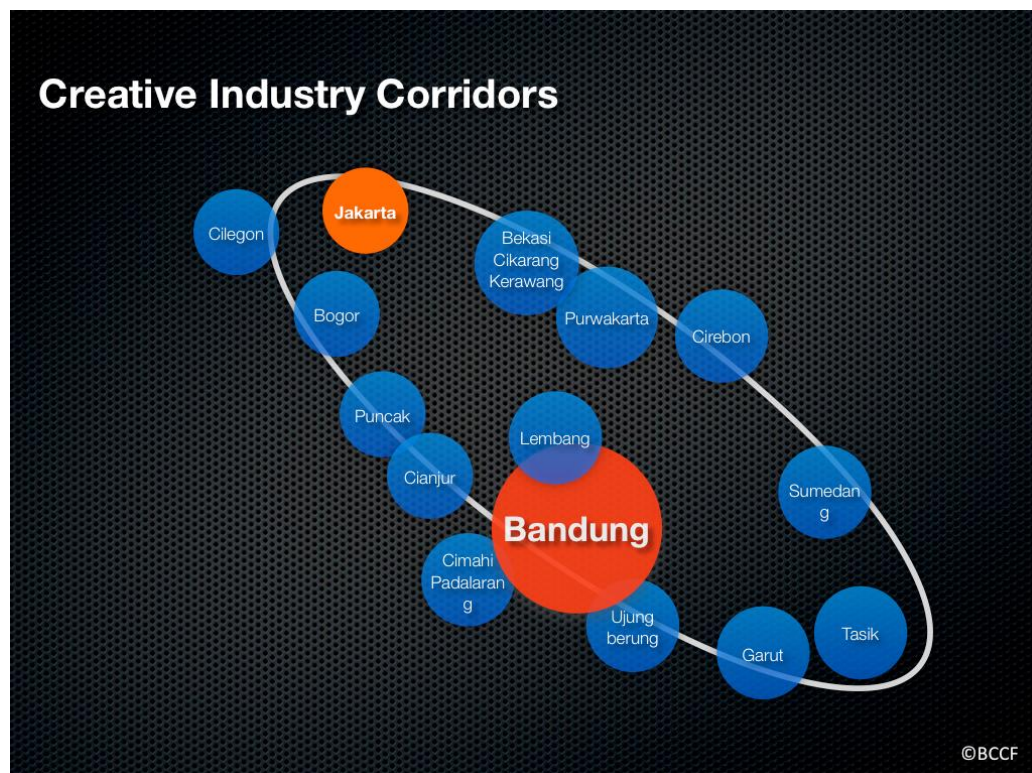 Creative Industry Corridors
Jakarta
Cilegon
Bekasi
Cikarang
Kerawang
Bogor
Purwakarta
Cirebon
Puncak
Lembang
Cianjur
Sumedan
g
Bandung
Cimahi
Padalaran
g
Ujung
berung
Garut
Tasik
©BCCF